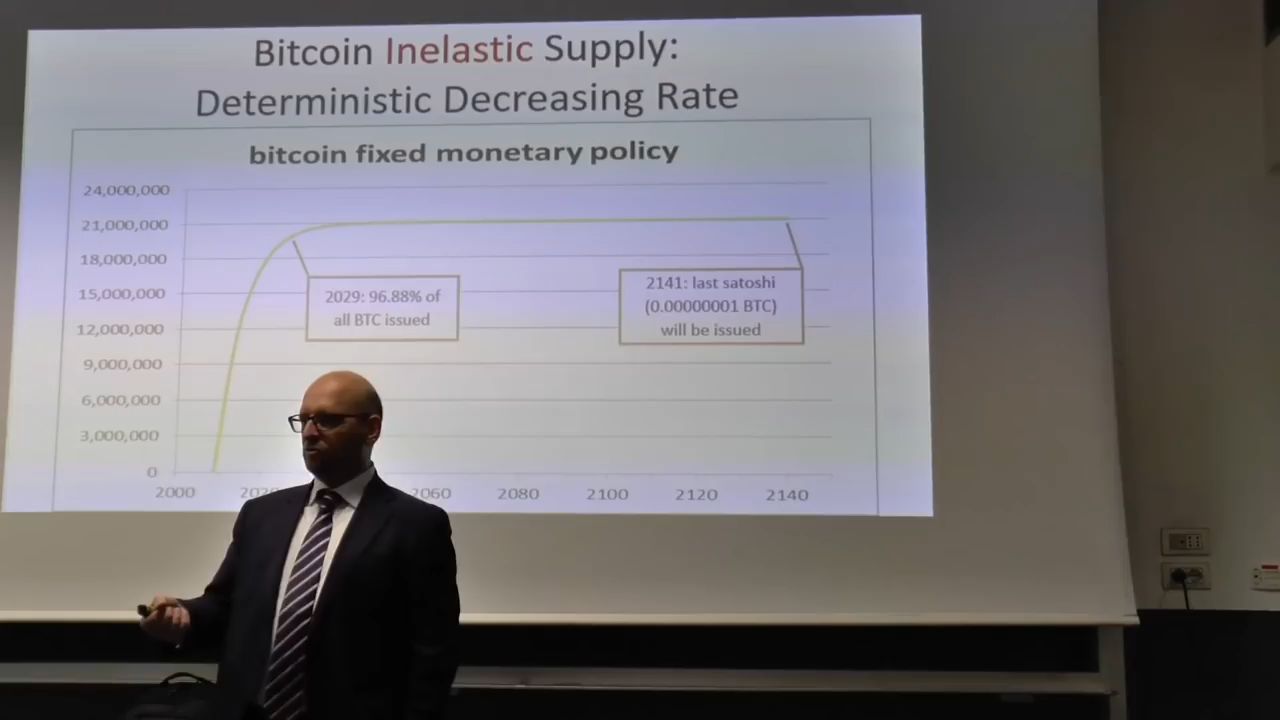 Bitcoin Inelastic Supply:
Deterministic Decreasing Rate
bitcoin fixed monetary policy
24,000,000
21,000,000
18,000,000
15,000,000
12,000,000
9,000,000
6,000,000
3,000,000
0
2029: 96.88% of
all BTC issued
2141: last satoshi
(0.00000001 BTC)
will be issued
2000 2020 2060 2080 2100 2120 2140